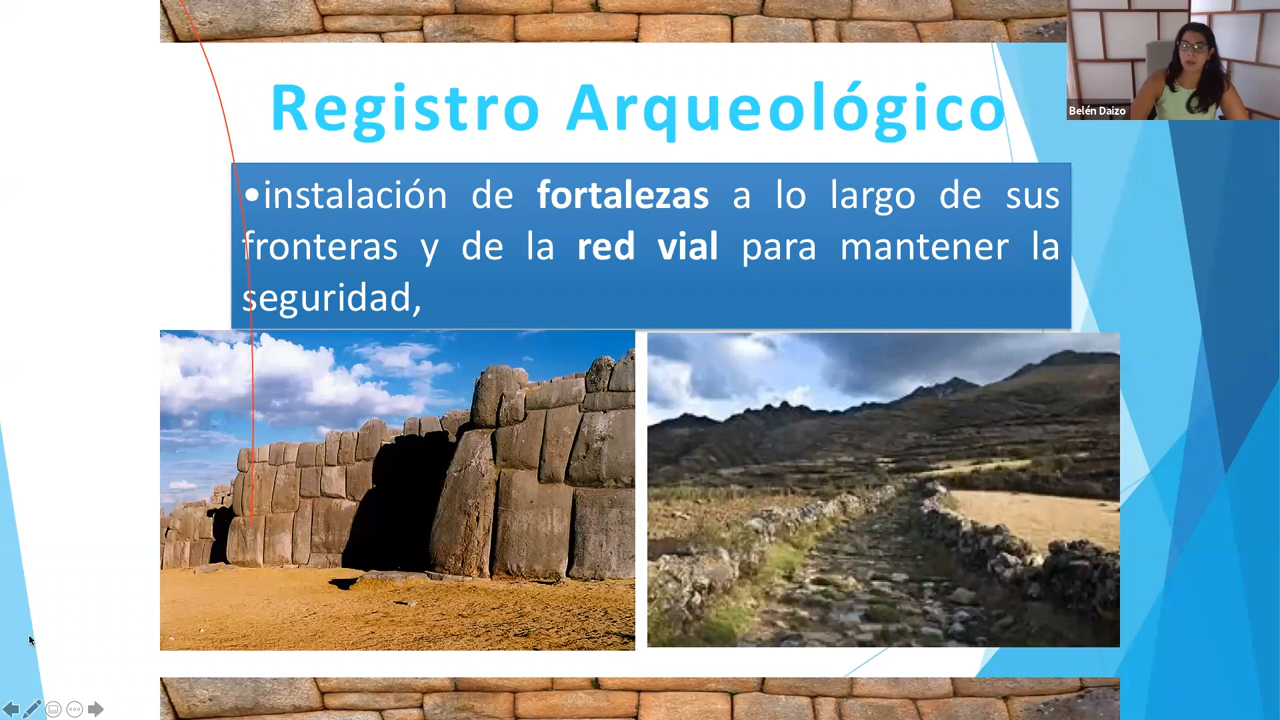 Registro Arqueológico
Belén Daizo
•instalación de fortalezas a lo largo de sus
fronteras y de la red vial para mantener la
seguridad,